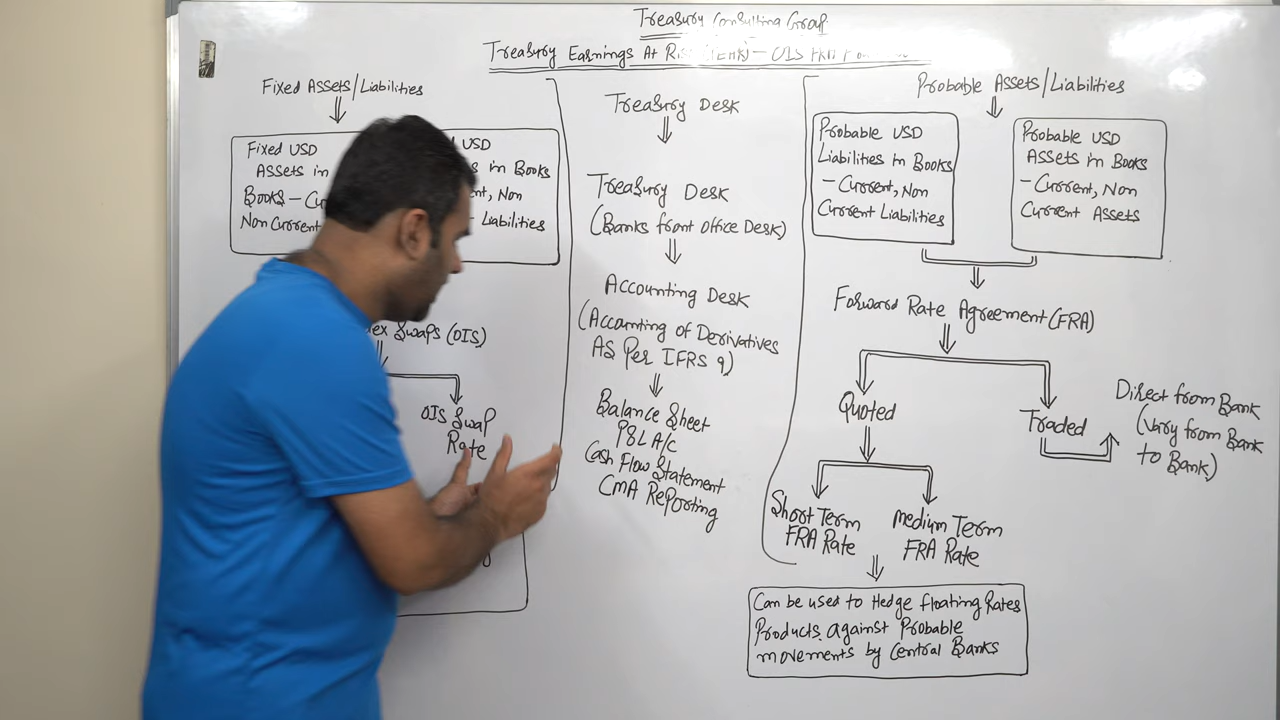 Treasury Consulting Group
Treasury Earnings At Risk (TEAR) - OIS FRA
Fixed Assets/Liabilities
Fixed USD
Assets in
Books -
Non Current
USD
in Books
Non
- Liabilities
Swaps (OIS)
OIS Swap
Rate
Treasury Desk
Treasury Desk
(Banks front office Desk)
Accounting Desk
(Accounting of Derivatives
As Per IFRS 9)
Balance Sheet
P&L A/C
Cash Flow Statement
CMA Reporting
Probable Assets/Liabilities
Probable USD
Liabilities in Books
- Current, Non
Current Liabilities
Probable USD
Assets in Books
- Current, Non
Current Assets
Forward Rate Agreement (FRA)
Quoted
Traded
Direct from Bank
(Vary from Bank
to Bank)
Short Term
FRA Rate
Medium Term
FRA Rate
Can be used to Hedge floating Rates
Products Against Probable
movements by Central Banks